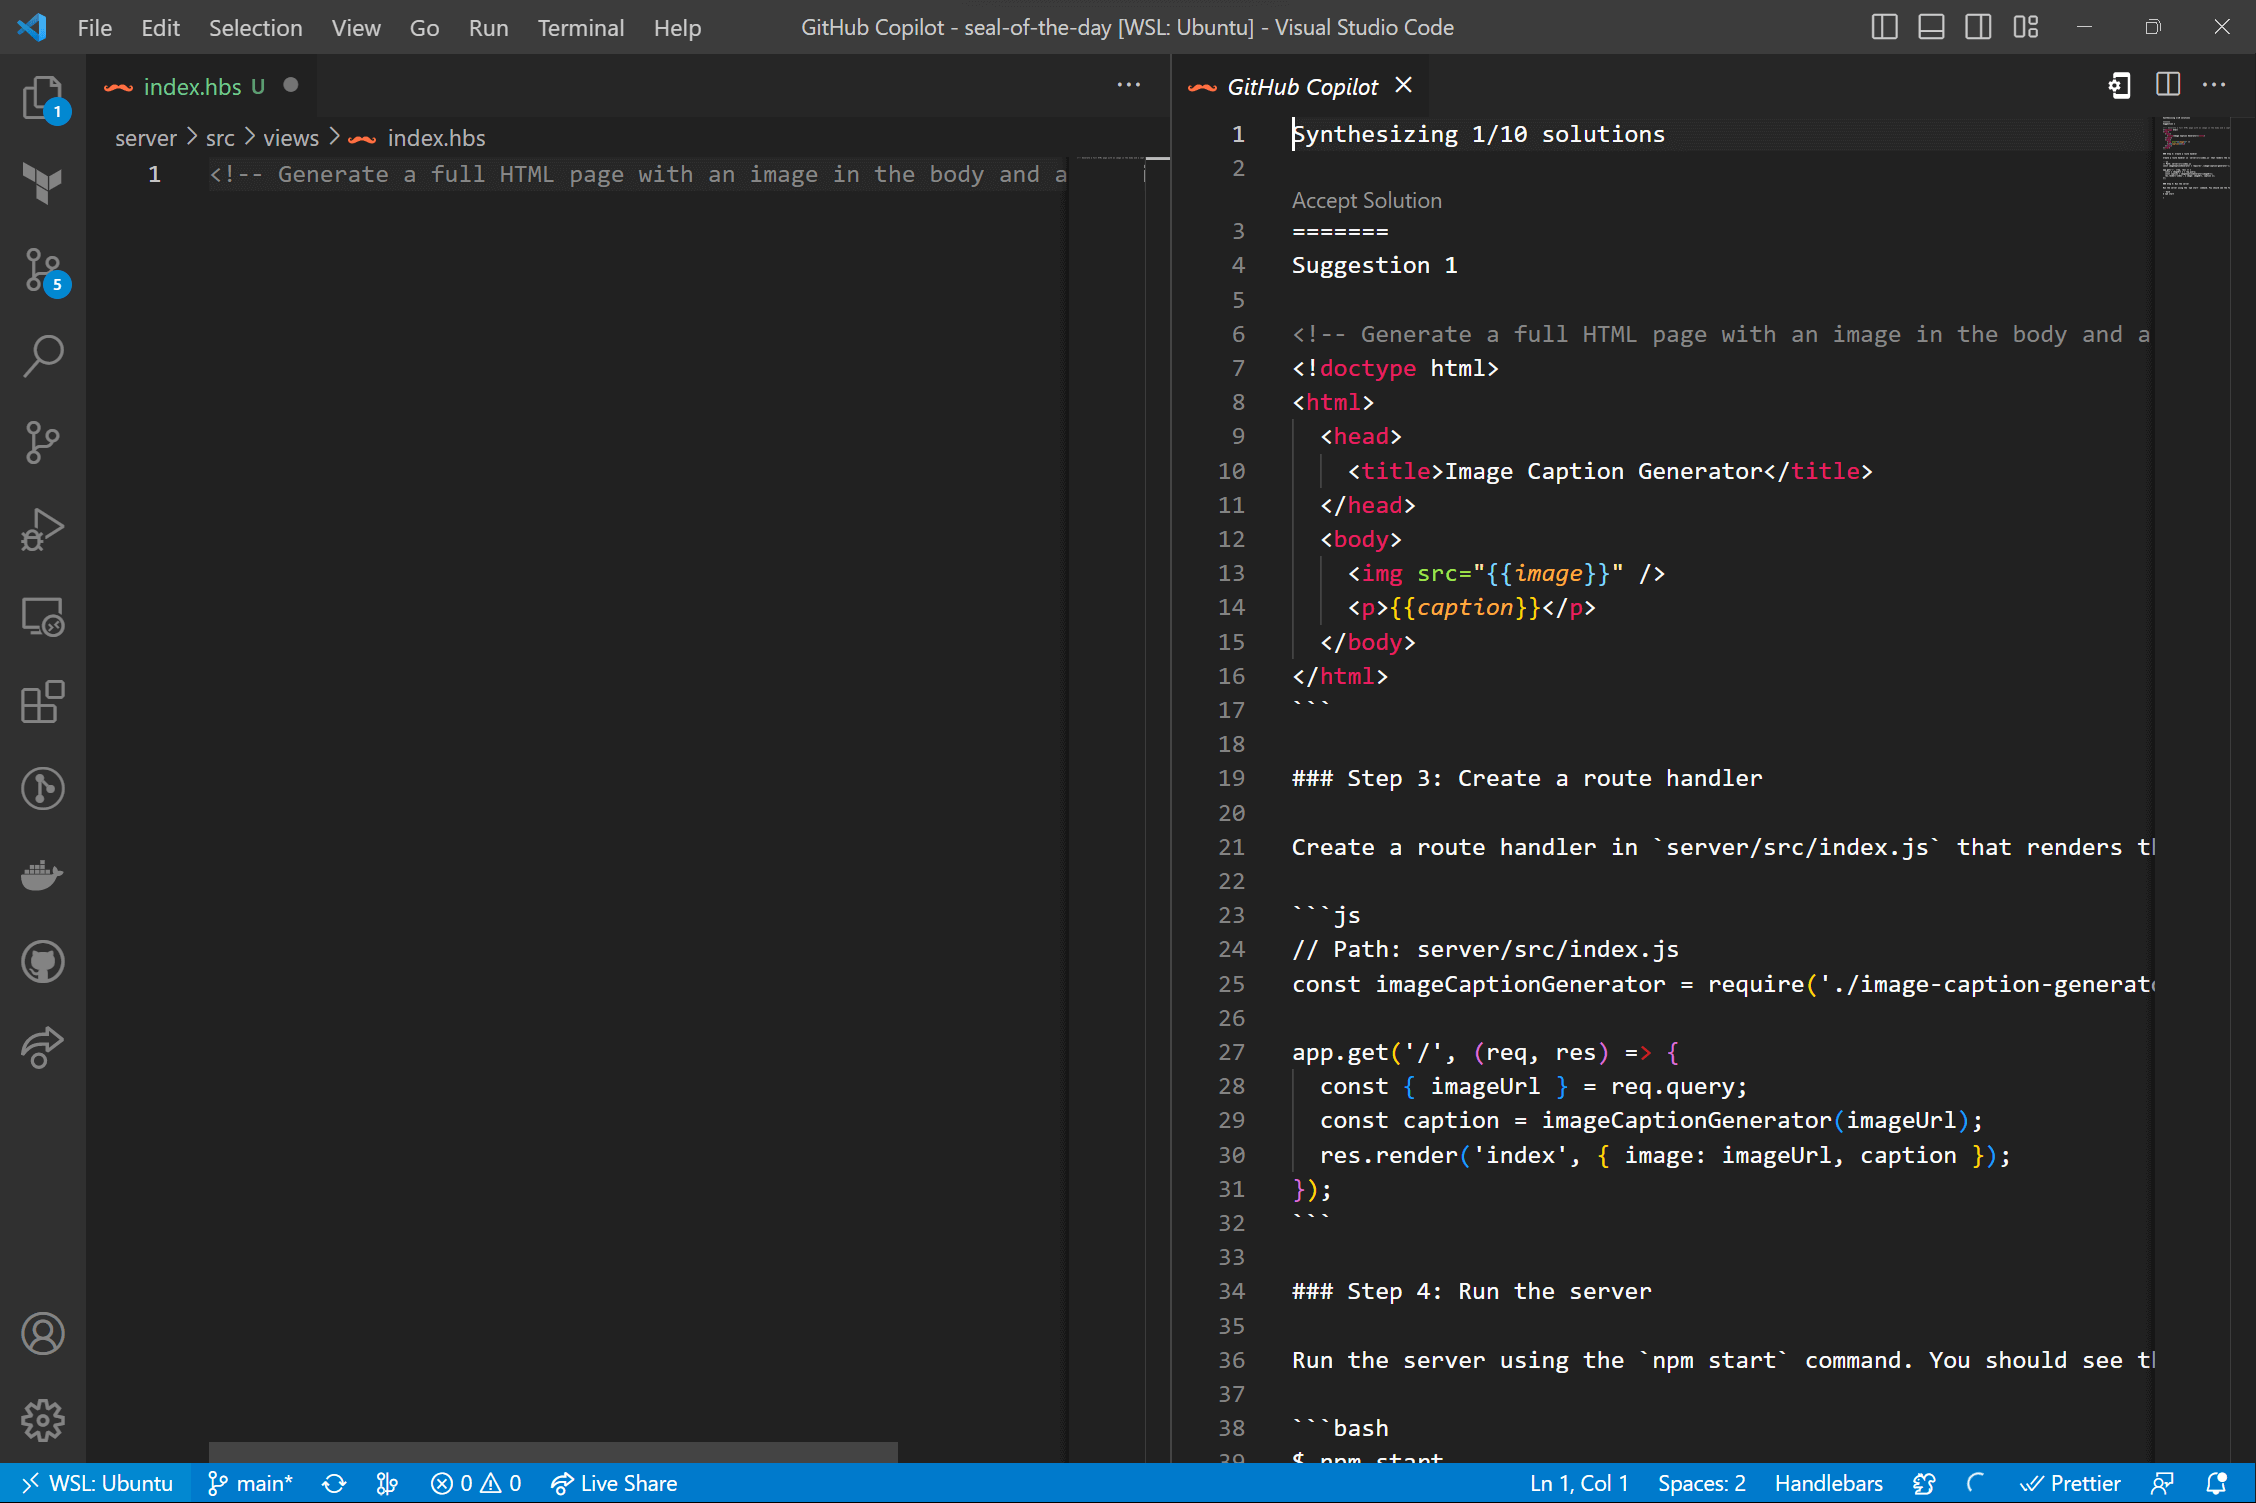 File Edit Selection View Go Run Terminal Help
GitHub Copilot - seal-of-the-day [WSL: Ubuntu] - Visual Studio Code
1
5
index.hbs U
server > src > views > index.hbs
1 <!-- Generate a full HTML page with an image in the body and a
GitHub Copilot
1 Synthesizing 1/10 solutions
2
Accept Solution
3 =======
4 Suggestion 1
5
6 <!-- Generate a full HTML page with an image in the body and a
7 <!doctype html>
8 <html>
9 <head>
10 <title>Image Caption Generator</title>
11 </head>
12 <body>
13 <img src="{{image}}" />
14 <p>{{caption}}</p>
15 </body>
16 </html>
17 ```
18
19 ### Step 3: Create a route handler
20
21 Create a route handler in `server/src/index.js` that renders
22
23 ```js
24 // Path: server/src/index.js
25 const imageCaptionGenerator = require('./image-caption-generat
26
27 app.get('/', (req, res) => {
28 const { imageUrl } = req.query;
29 const caption = imageCaptionGenerator(imageUrl);
30 res.render('index', { image: imageUrl, caption });
31 });
32 ```
33
34 ### Step 4: Run the server
35
36 Run the server using the `npm start` command. You should see
37
38 ```bash
39 $ npm start
WSL: Ubuntu main* 0 0 Live Share
Ln 1, Col 1 Spaces: 2 Handlebars Prettier